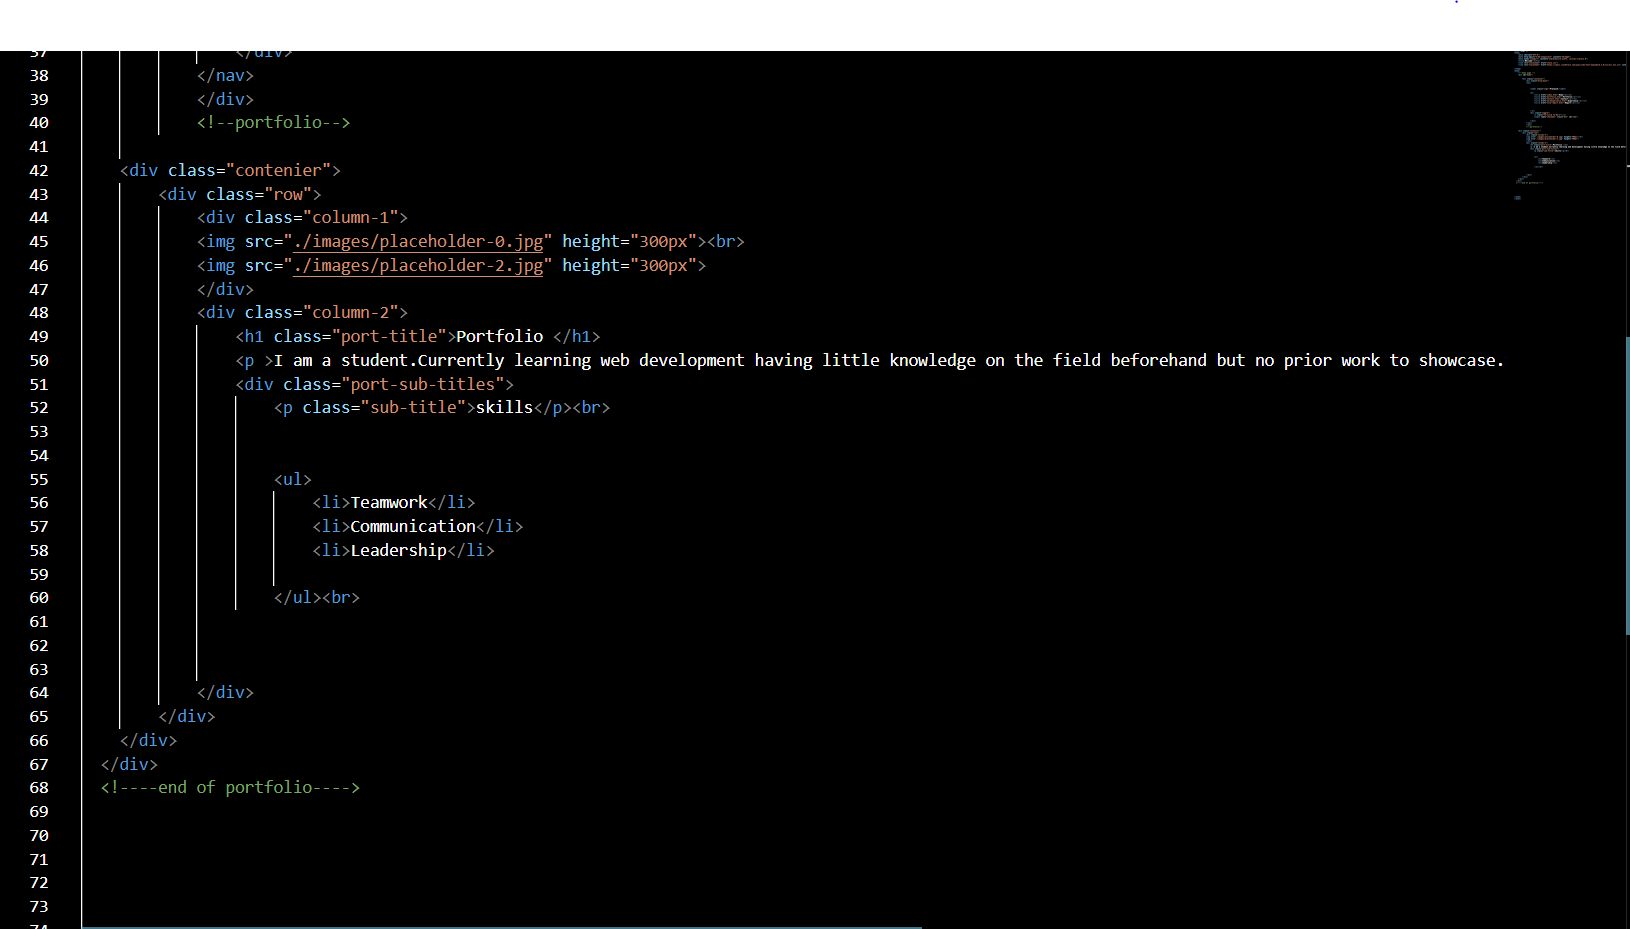 37 </div>
38 </nav>
39 </div>
40 <!--portfolio-->
41
42 <div class="contenier">
43 <div class="row">
44 <div class="column-1">
45 <img src="./images/placeholder-0.jpg" height="300px"><br>
46 <img src="./images/placeholder-2.jpg" height="300px">
47 </div>
48 <div class="column-2">
49 <h1 class="port-title">Portfolio </h1>
50 <p >I am a student.Currently learning web development having little knowledge on the field beforehand but no prior work to showcase.
51 <div class="port-sub-titles">
52 <p class="sub-title">skills</p><br>
53
54
55 <ul>
56 <li>Teamwork</li>
57 <li>Communication</li>
58 <li>Leadership</li>
59
60 </ul><br>
61
62
63
64 </div>
65 </div>
66 </div>
67 </div>
68 <!----end of portfolio---->
69
70
71
72
73
74